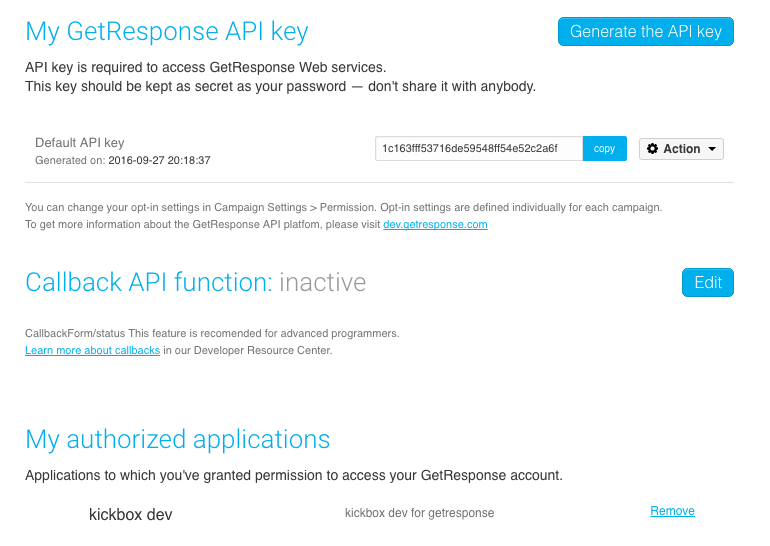 My GetResponse API key
Generate the API key
API key is required to access GetResponse Web services.
This key should be kept as secret as your password — don't share it with anybody.
Default API key
Generated on: 2016-09-27 20:18:37
1c163fff53716de59548ff54e52c2a6f
copy
Action
You can change your opt-in settings in Campaign Settings > Permission. Opt-in settings are defined individually for each campaign.
To get more information about the GetResponse API platfom, please visit dev.getresponse.com
Callback API function: inactive
Edit
CallbackForm/status This feature is recomended for advanced programmers.
Learn more about callbacks in our Developer Resource Center.
My authorized applications
Applications to which you've granted permission to access your GetResponse account.
kickbox dev
kickbox dev for getresponse
Remove